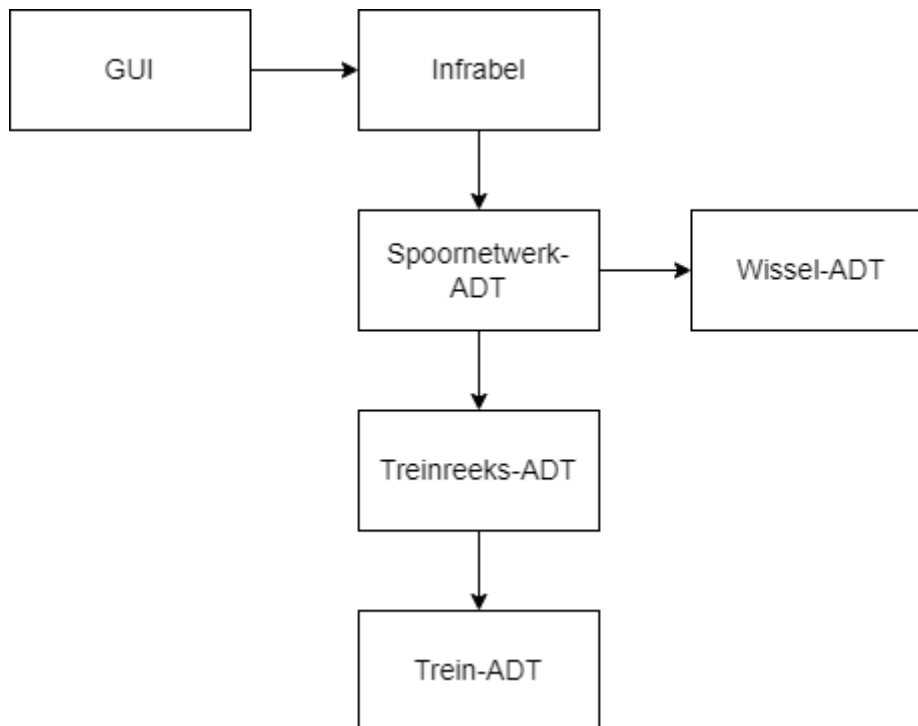 GUI
Infrabel
Spoornetwerk-
ADT
Wissel-ADT
Treinreeks-ADT
Trein-ADT